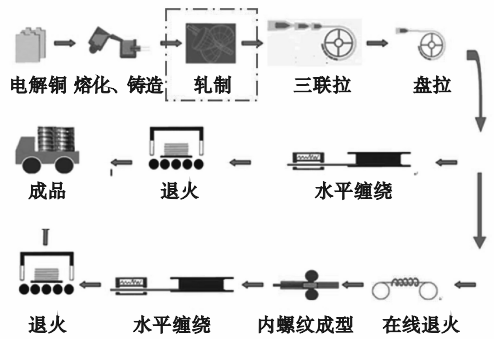 电解铜 熔化、铸造 轧制 三联拉 盘拉
成品 退火 水平缠绕
退火 水平缠绕 内螺纹成型 在线退火